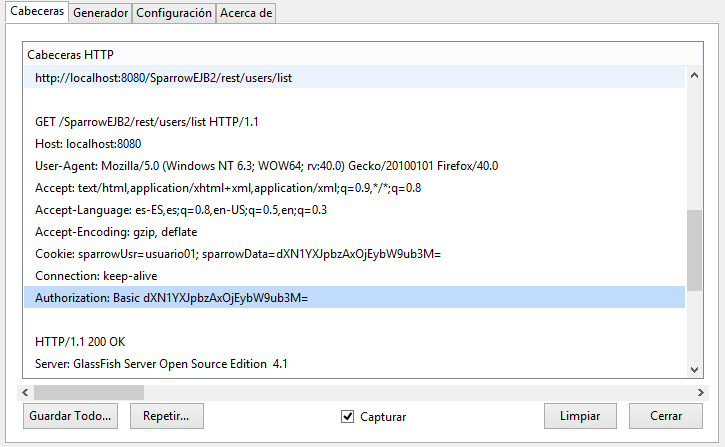 Cabeceras Generador Configuración Acerca de
Cabeceras HTTP
http://localhost:8080/SparrowEJB2/rest/users/list
GET /SparrowEJB2/rest/users/list HTTP/1.1
Host: localhost:8080
User-Agent: Mozilla/5.0 (Windows NT 6.3; WOW64; rv:40.0) Gecko/20100101 Firefox/40.0
Accept: text/html,application/xhtml+xml,application/xml;q=0.9,*/*;q=0.8
Accept-Language: es-ES,es;q=0.8,en-US;q=0.5,en;q=0.3
Accept-Encoding: gzip, deflate
Cookie: sparrowUsr=usuario01; sparrowData=dXN1YXJpbzAxOjEybW9ub3M=
Connection: keep-alive
Authorization: Basic dXN1YXJpbzAxOjEybW9ub3M=
HTTP/1.1 200 OK
Server: GlassFish Server Open Source Edition  4.1
Guardar Todo... Repetir... Capturar Limpiar Cerrar